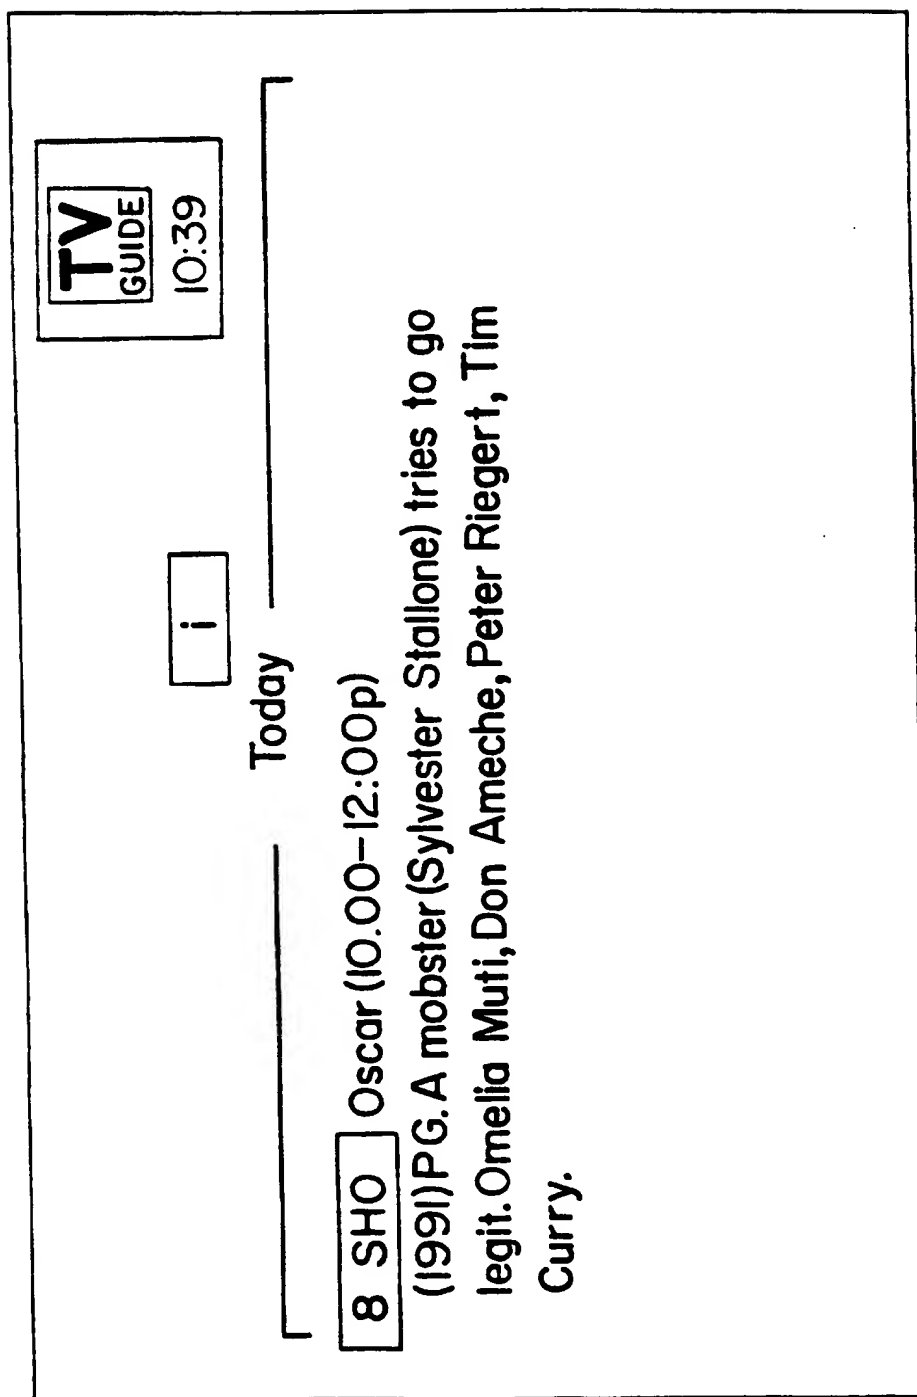 TV
GUIDE
10:39
i
Today
8 SHO Oscar (10.00-12:00p)
(1991) PG. A mobster (Sylvester Stallone) tries to go
legit. Omelia Muti, Don Ameche, Peter Riegert, Tim
Curry.